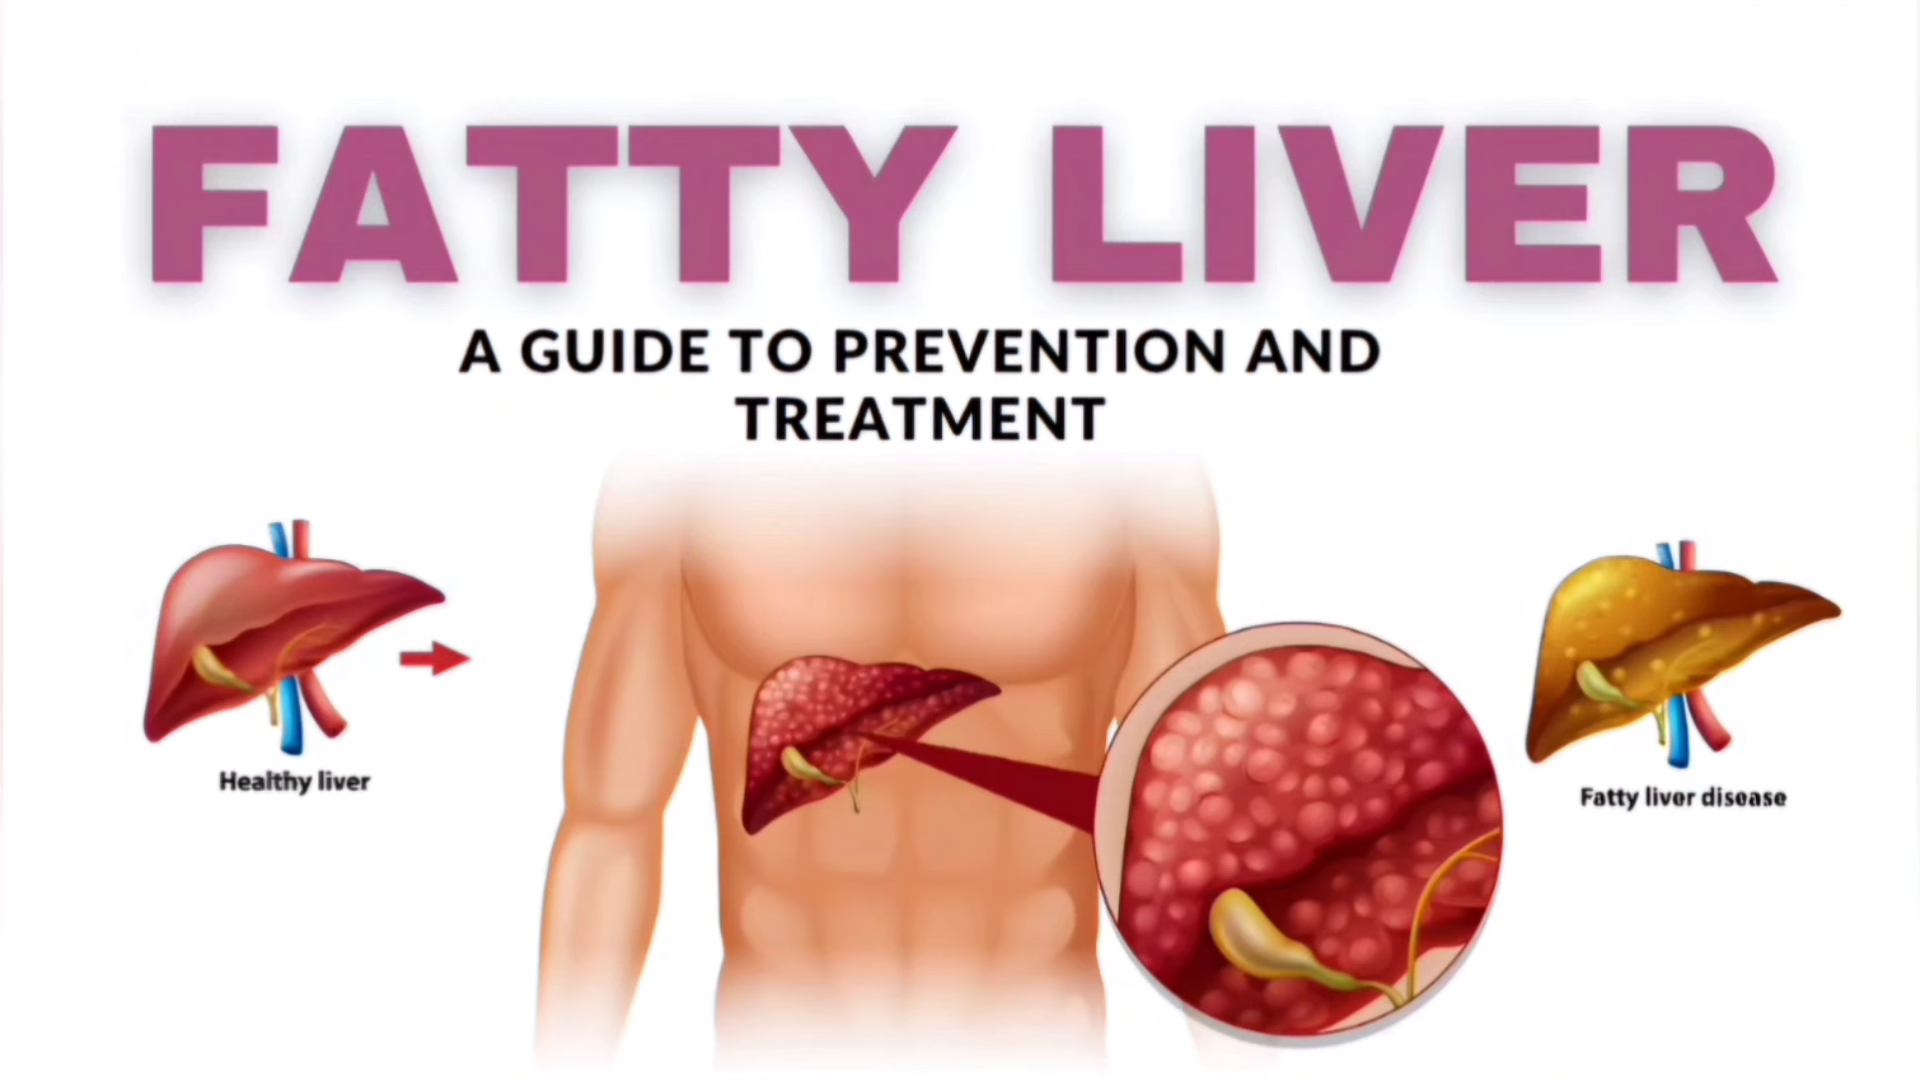 FATTY LIVER
A GUIDE TO PREVENTION AND
TREATMENT
Healthy liver
Fatty liver disease